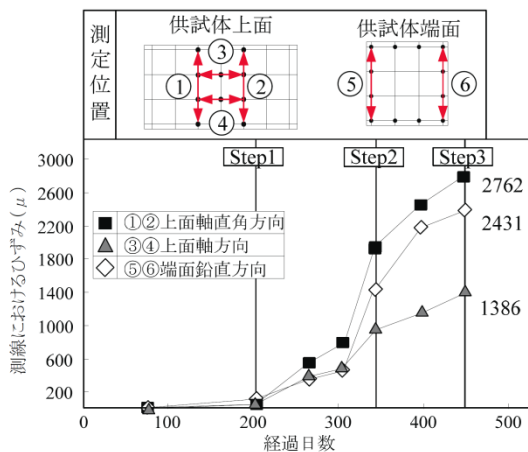 測定位置
供試体上面
供試体端面
③
①
②
④
⑤
⑥
Step1
Step2
Step3
3000
2600
2200
1800
1400
1000
600
200
測線におけるひずみ(μ)
①②上面軸直角方向
③④上面軸方向
⑤⑥端面鉛直方向
2762
2431
1386
0
100
200
300
400
500
経過日数